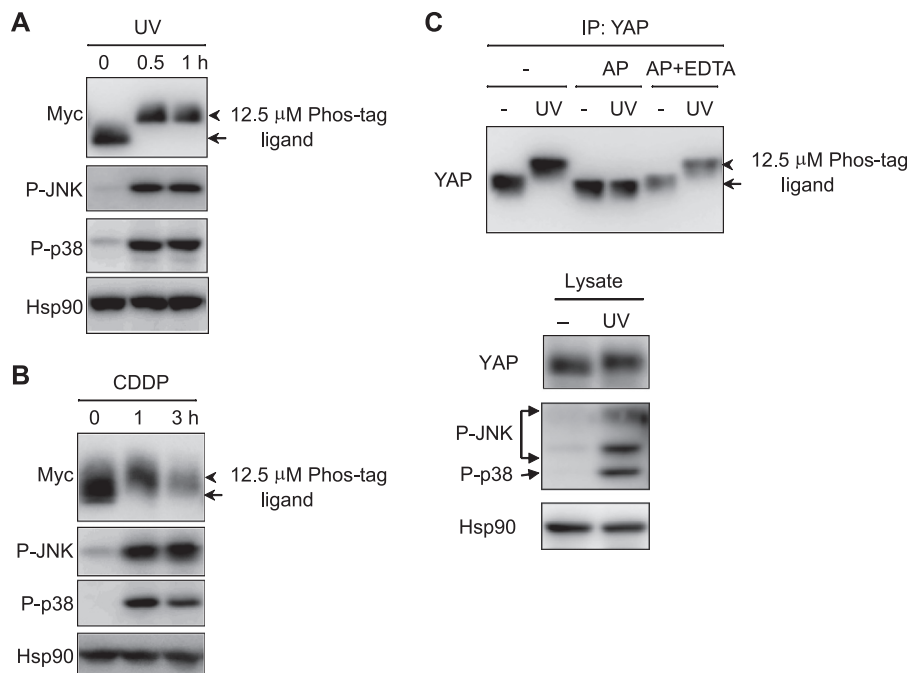 A
UV
0 0.5 1 h
Myc
12.5 μM Phos-tag
ligand
P-JNK
P-p38
Hsp90
B
CDDP
0 1 3 h
Myc
12.5 μM Phos-tag
ligand
P-JNK
P-p38
Hsp90
C
IP: YAP
- AP AP+EDTA
- UV - UV - UV
YAP
12.5 μM Phos-tag
ligand
Lysate
– UV
YAP
P-JNK
P-p38
Hsp90